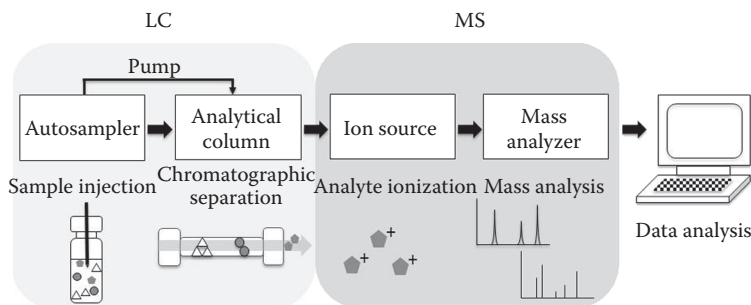 LC
MS
Pump
Autosampler
Analytical
column
Ion source
Mass
analyzer
Sample injection
Chromatographic
separation
Analyte ionization
Mass analysis
+
+
+
Data analysis